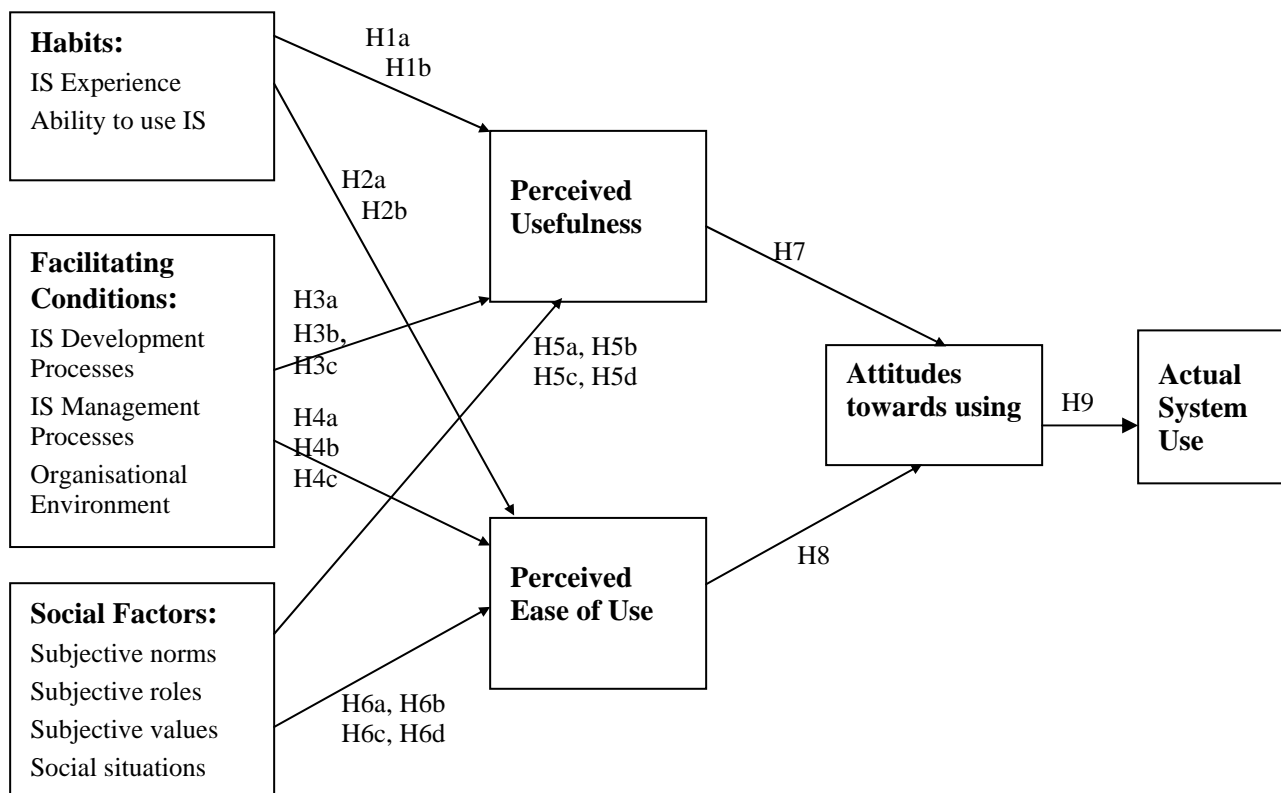 Habits:
IS Experience
Ability to use IS
H1a
H1b
H2a
H2b
Perceived
Usefulness
Facilitating
Conditions:
IS Development
Processes
IS Management
Processes
Organisational
Environment
H3a
H3b,
H3c
H4a
H4b
H4c
H5a, H5b
H5c, H5d
H7
Attitudes
towards using
H9
Actual
System
Use
H8
Perceived
Ease of Use
Social Factors:
Subjective norms
Subjective roles
Subjective values
Social situations
H6a, H6b
H6c, H6d